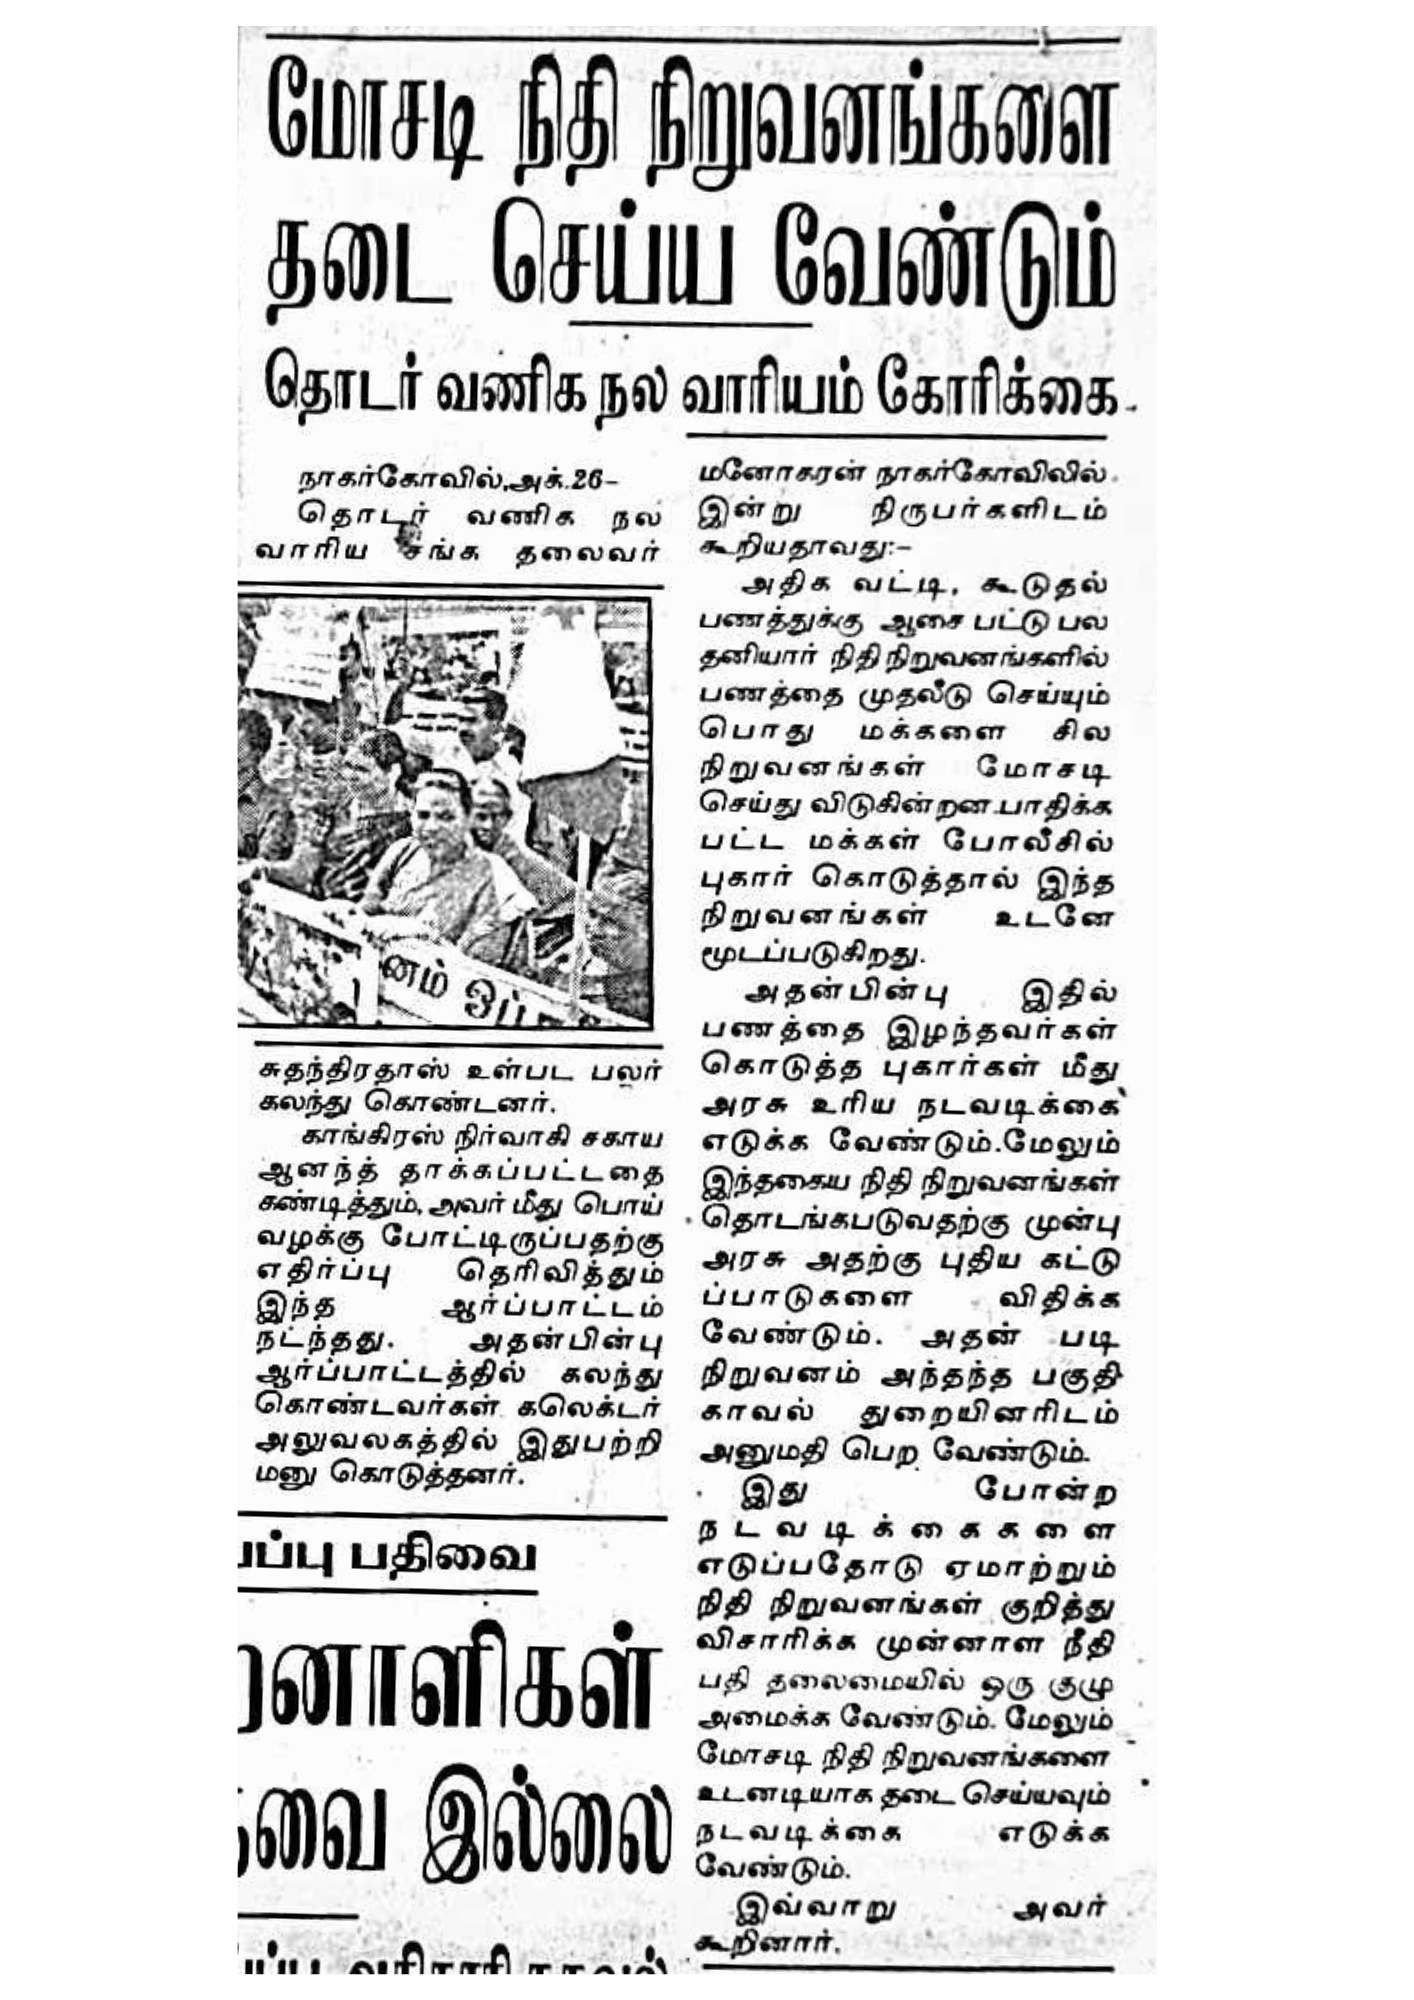 மோசடி நிதி நிறுவனங்களை
தடை செய்ய வேண்டும்
தொடர் வணிக நல வாரியம் கோரிக்கை
நாகர்கோவில்,அக்.26–
தொடர் வணிக நல
வாரிய சங்க தலைவர்
மனோகரன் நாகர்கோவிலில்
இன்று நிருபர்களிடம்
கூறியதாவது:–
அதிக வட்டி, கூடுதல்
பணத்துக்கு ஆசை பட்டு பல
தனியார் நிதி நிறுவனங்களில்
பணத்தை முதலீடு செய்யும்
பொது மக்களை சில
நிறுவனங்கள் மோசடி
செய்து விடுகின்றன.பாதிக்க
பட்ட மக்கள் போலீசில்
புகார் கொடுத்தால் இந்த
நிறுவனங்கள் உடனே
மூடப்படுகிறது.
அதன்பின்பு இதில்
பணத்தை இழந்தவர்கள்
கொடுத்த புகார்கள் மீது
அரசு உரிய நடவடிக்கை
எடுக்க வேண்டும்.மேலும்
இந்தகைய நிதி நிறுவனங்கள்
தொடங்கபடுவதற்கு முன்பு
அரசு அதற்கு புதிய கட்டு
ப்பாடுகளை விதிக்க
வேண்டும். அதன் படி
நிறுவனம் அந்தந்த பகுதி
காவல் துறையினரிடம்
அனுமதி பெற வேண்டும்.
இது போன்ற
நடவடிக்கைகளை
எடுப்பதோடு ஏமாற்றும்
நிதி நிறுவனங்கள் குறித்து
விசாரிக்க முன்னாள நீதி
பதி தலைமையில் ஒரு குழு
அமைக்க வேண்டும். மேலும்
மோசடி நிதி நிறுவனங்களை
உடனடியாக தடை செய்யவும்
நடவடிக்கை எடுக்க
வேண்டும்.
இவ்வாறு அவர்
கூறினார்.
னம் ஒப்
சுதந்திரதாஸ் உள்பட பலர்
கலந்து கொண்டனர்.
காங்கிரஸ் நிர்வாகி சகாய
ஆனந்த் தாக்கப்பட்டதை
கண்டித்தும், அவர் மீது பொய்
வழக்கு போட்டிருப்பதற்கு
எதிர்ப்பு தெரிவித்தும்
இந்த ஆர்ப்பாட்டம்
நட்ந்தது. அதன்பின்பு
ஆர்ப்பாட்டத்தில் கலந்து
கொண்டவர்கள் கலெக்டர்
அலுவலகத்தில் இதுபற்றி
மனு கொடுத்தனர்.
பப்பு பதிவை
றனாளிகள்
தவை இல்லை